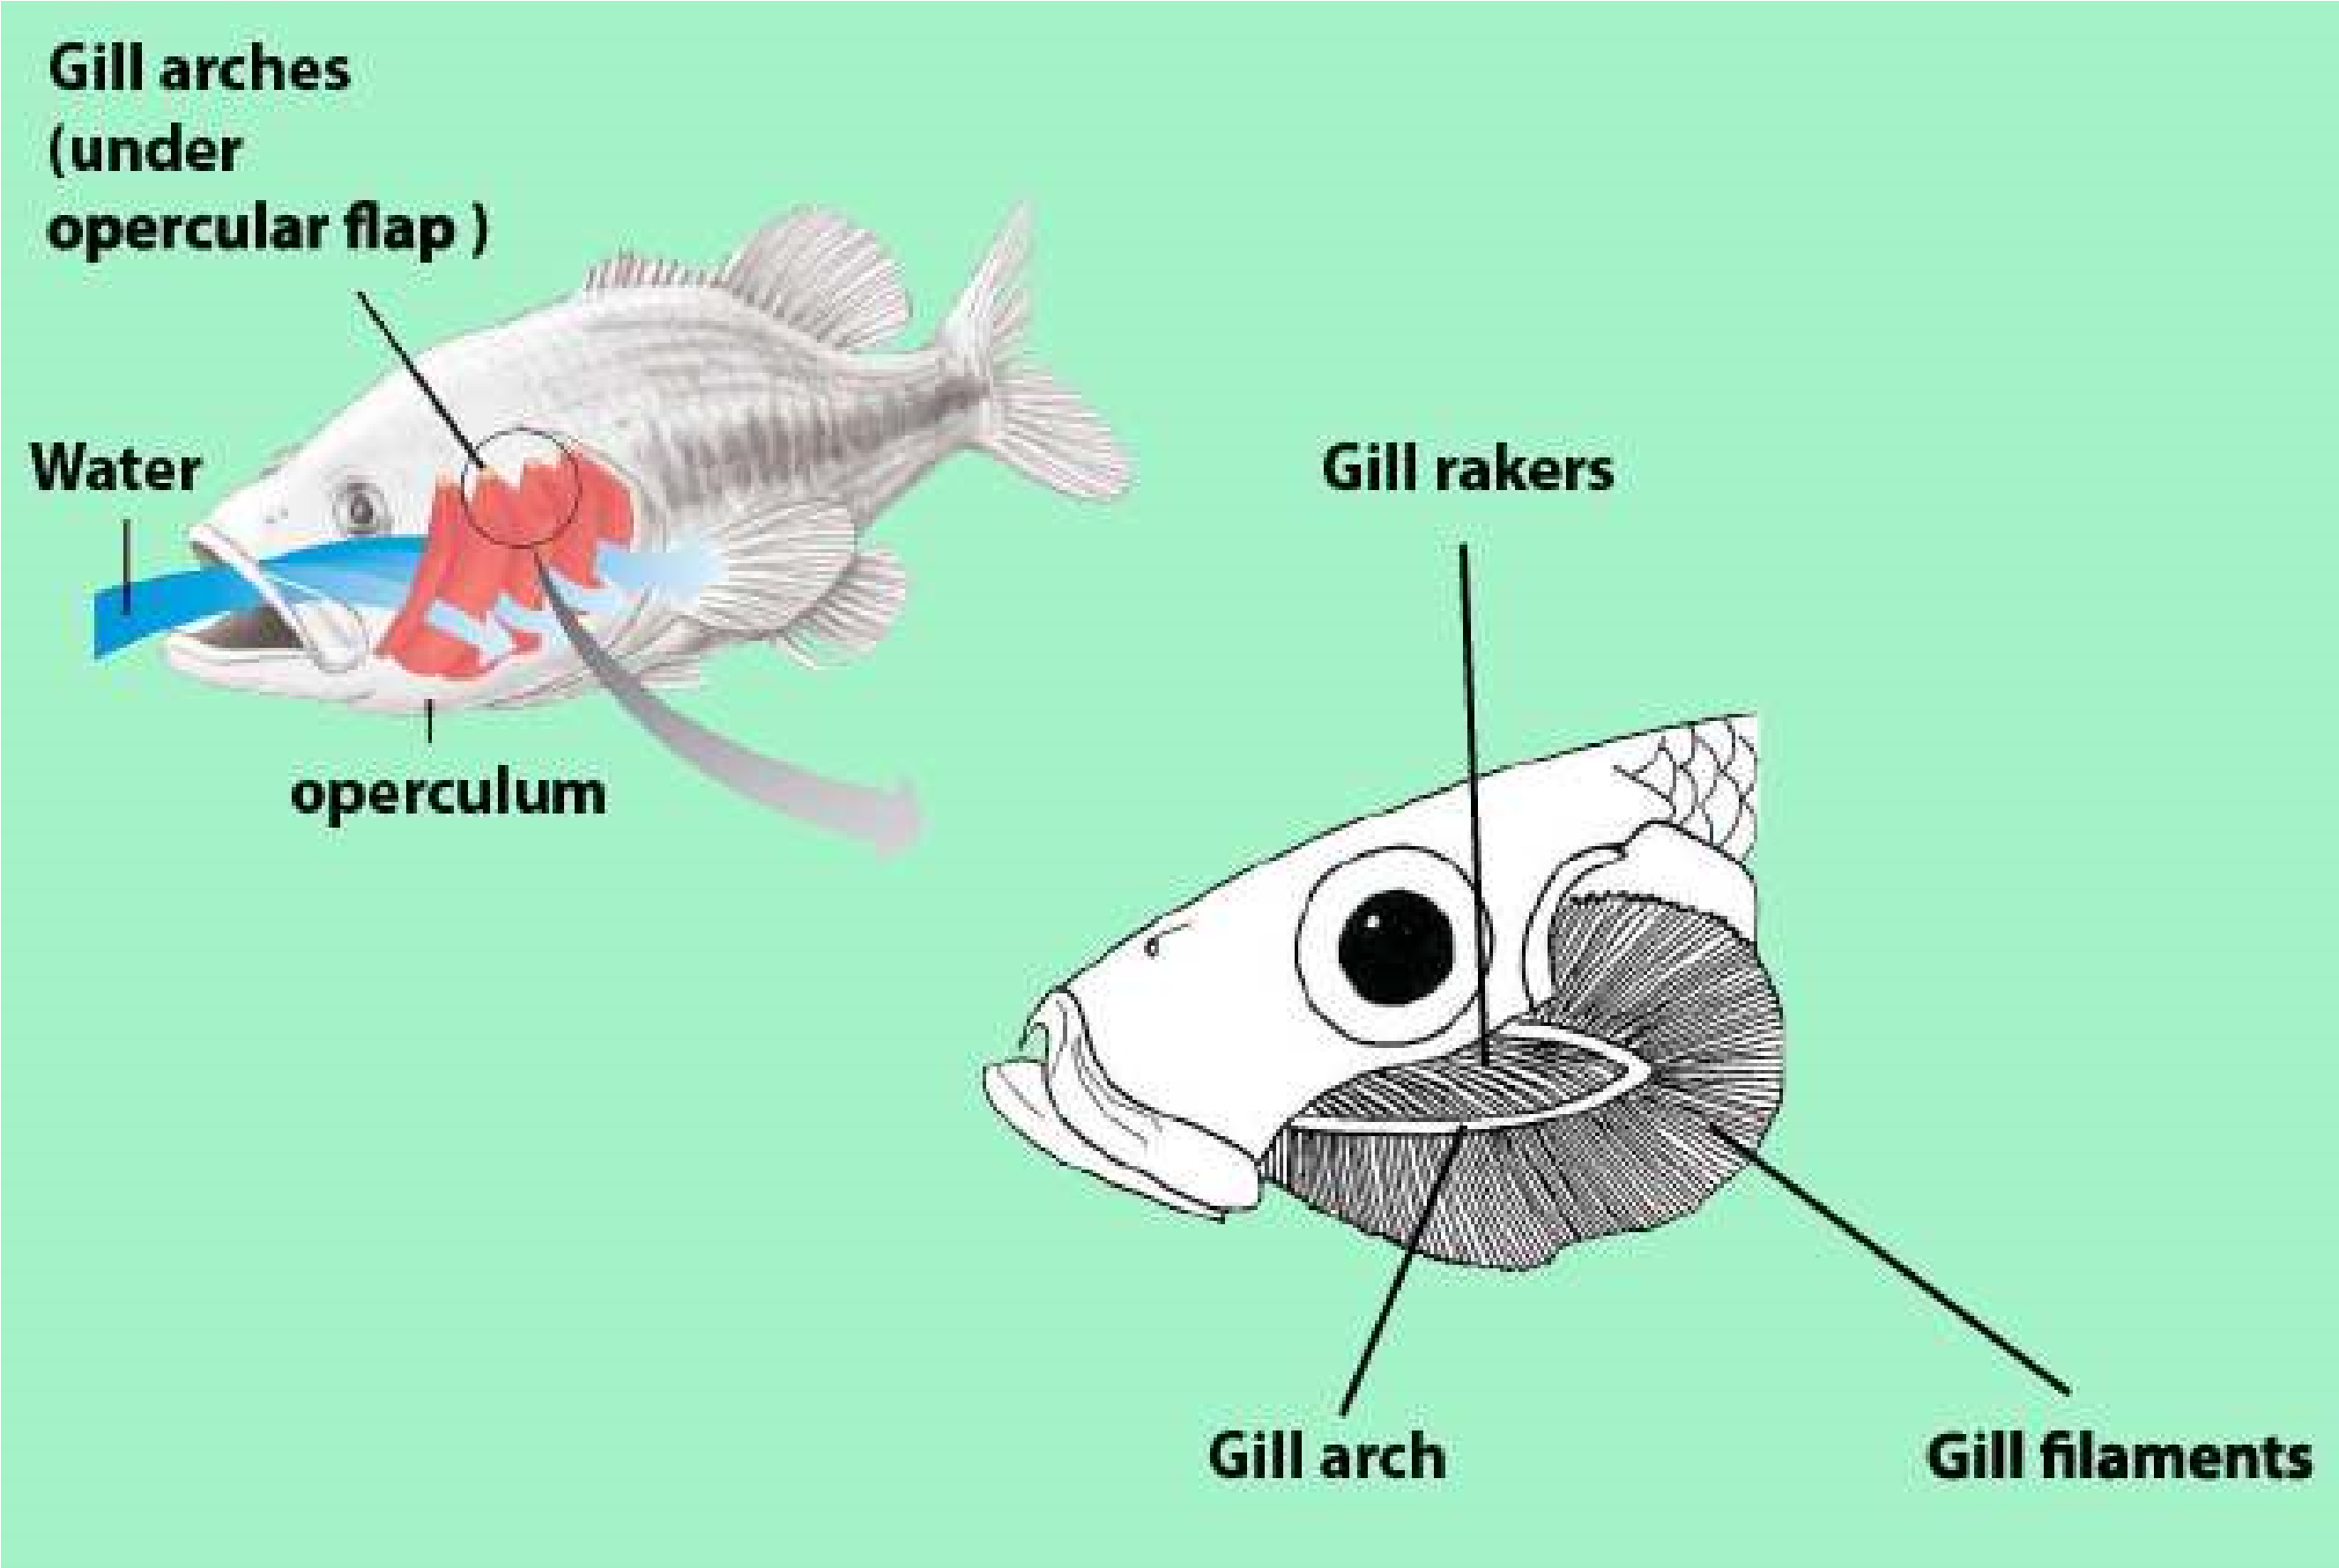 Gill arches
(under
opercular flap )
Water
operculum
Gill rakers
Gill arch
Gill filaments